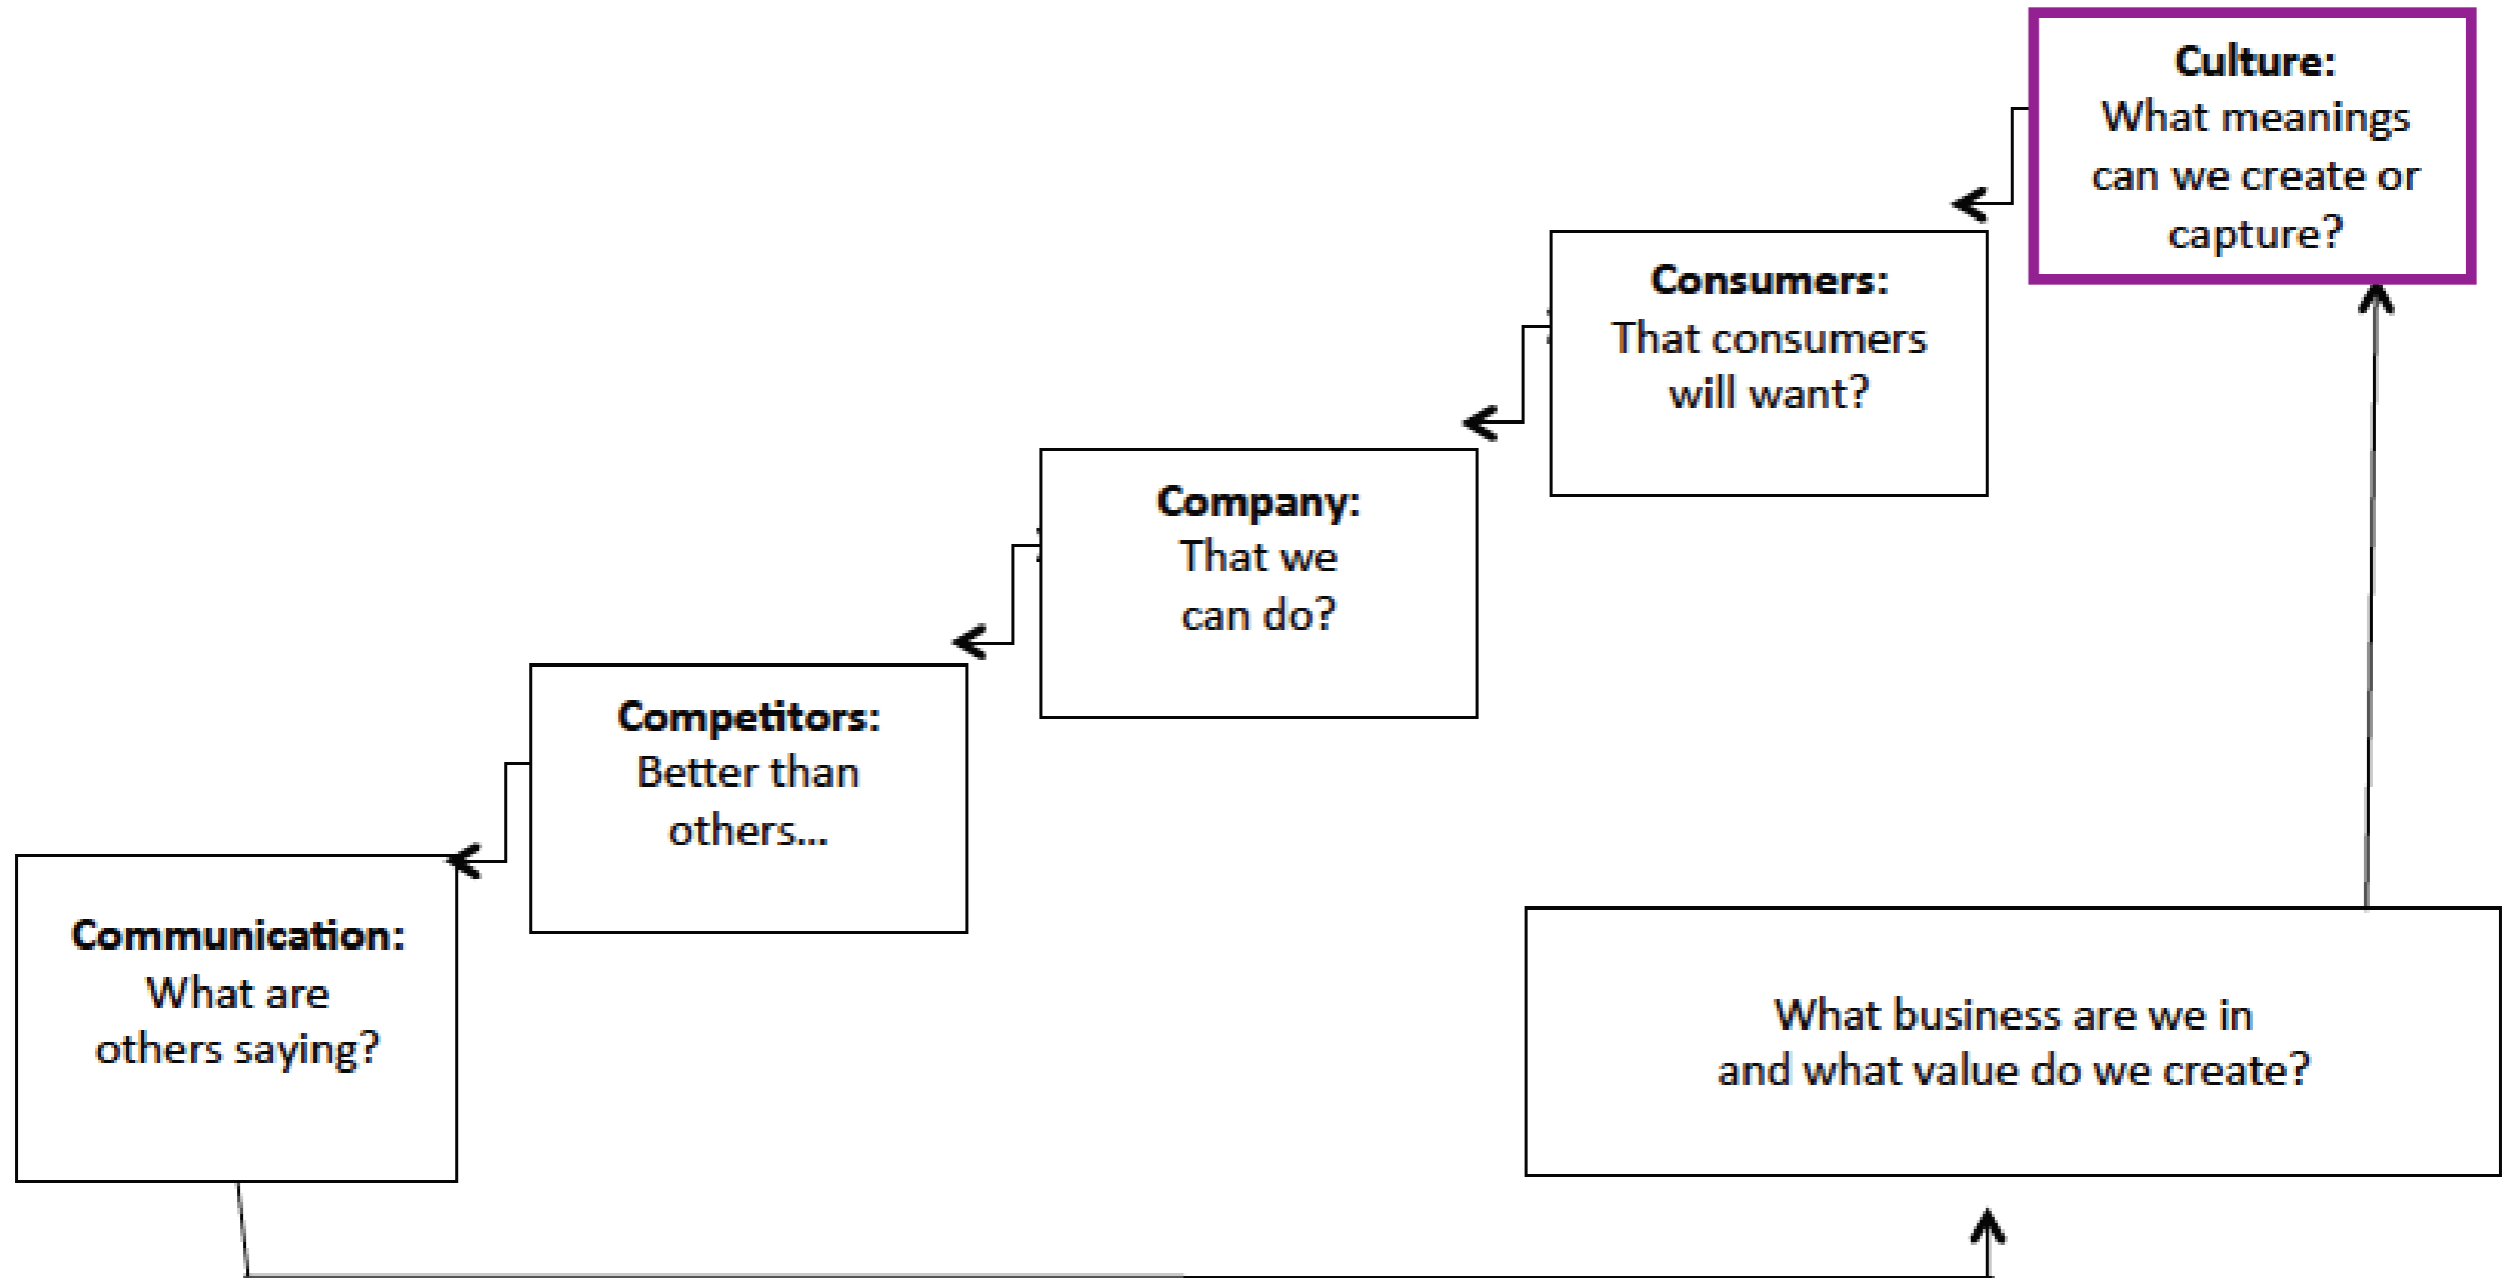 Culture:
What meanings
can we create or
capture?
Consumers:
That consumers
will want?
Company:
That we
can do?
Competitors:
Better than
others...
Communication:
What are
others saying?
What business are we in
and what value do we create?